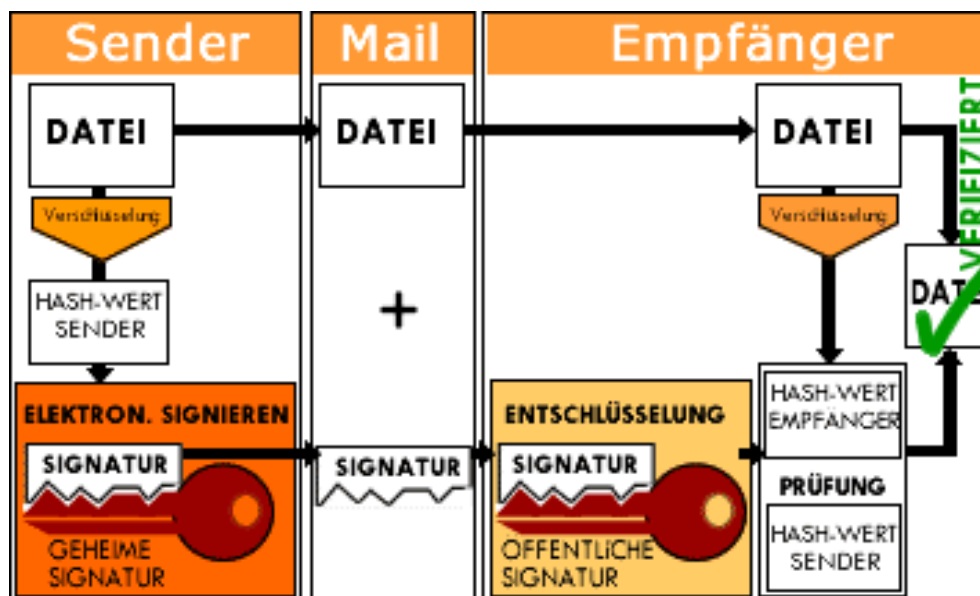 Sender
Mail
Empfänger
DATEI
DATEI
DATEI
VERIFIZIERT
Verschlüsselung
Verschlüsselung
HASH-WERT
SENDER
+
DATEI
ELEKTRON. SIGNIEREN
SIGNATUR
GEHEIME
SIGNATUR
SIGNATUR
ENTSCHLÜSSELUNG
SIGNATUR
ÖFFENTLiCHE
SIGNATUR
HASH-WERT
EMPFÄNGER
PRÜFUNG
HASH-WERT
SENDER